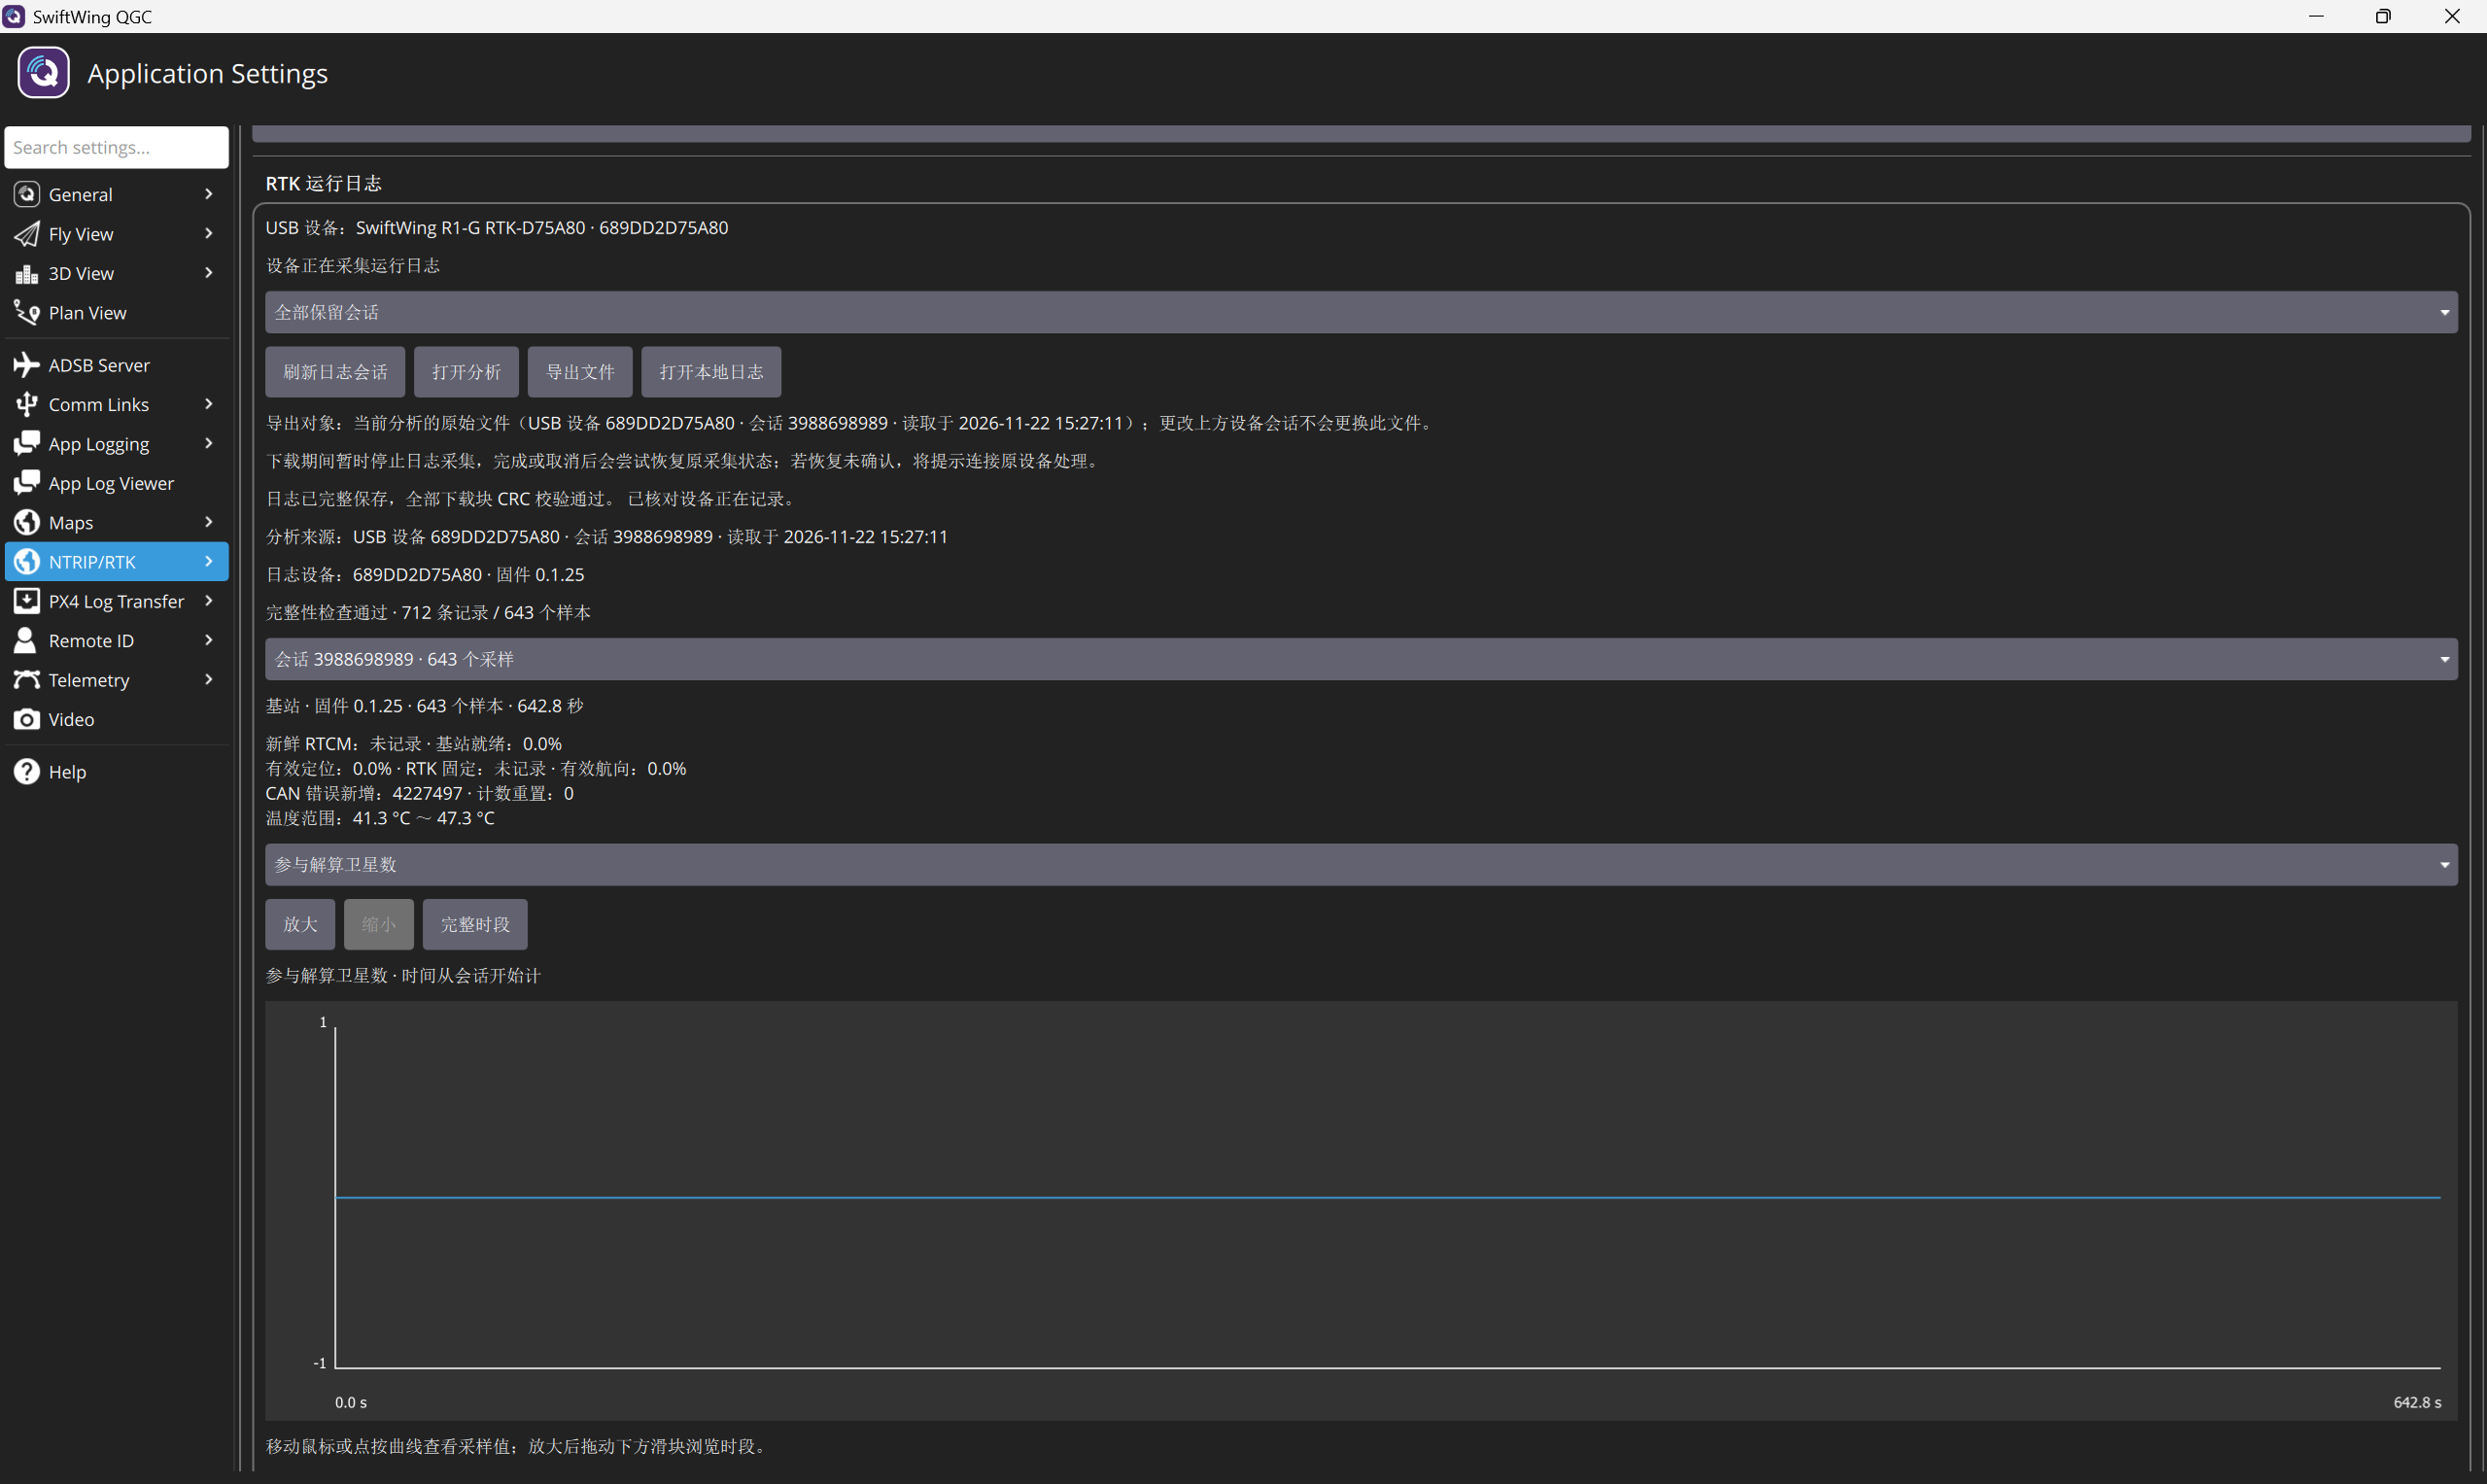 SwiftWing QGC
Application Settings
Search settings...
General
Fly View
3D View
Plan View
ADSB Server
Comm Links
App Logging
App Log Viewer
Maps
NTRIP/RTK
PX4 Log Transfer
Remote ID
Telemetry
Video
Help
RTK 运行日志
USB 设备：SwiftWing R1-G RTK-D75A80 · 689DD2D75A80
设备正在采集运行日志
全部保留会话
刷新日志会话 打开分析 导出文件 打开本地日志
导出对象：当前分析的原始文件（USB 设备 689DD2D75A80 · 会话 3988698989 · 读取于 2026-11-22 15:27:11）；更改上方设备会话不会更换此文件。
下载期间暂时停止日志采集，完成或取消后会尝试恢复原采集状态；若恢复未确认，将提示连接原设备处理。
日志已完整保存，全部下载块 CRC 校验通过。 已核对设备正在记录。
分析来源：USB 设备 689DD2D75A80 · 会话 3988698989 · 读取于 2026-11-22 15:27:11
日志设备：689DD2D75A80 · 固件 0.1.25
完整性检查通过 · 712 条记录 / 643 个样本
会话 3988698989 · 643 个采样
基站 · 固件 0.1.25 · 643 个样本 · 642.8 秒
新鲜 RTCM：未记录 · 基站就绪：0.0%
有效定位：0.0% · RTK 固定：未记录 · 有效航向：0.0%
CAN 错误新增：4227497 · 计数重置：0
温度范围：41.3 °C ～ 47.3 °C
参与解算卫星数
放大 缩小 完整时段
参与解算卫星数 · 时间从会话开始计
1
-1
0.0 s 642.8 s
移动鼠标或点按曲线查看采样值；放大后拖动下方滑块浏览时段。